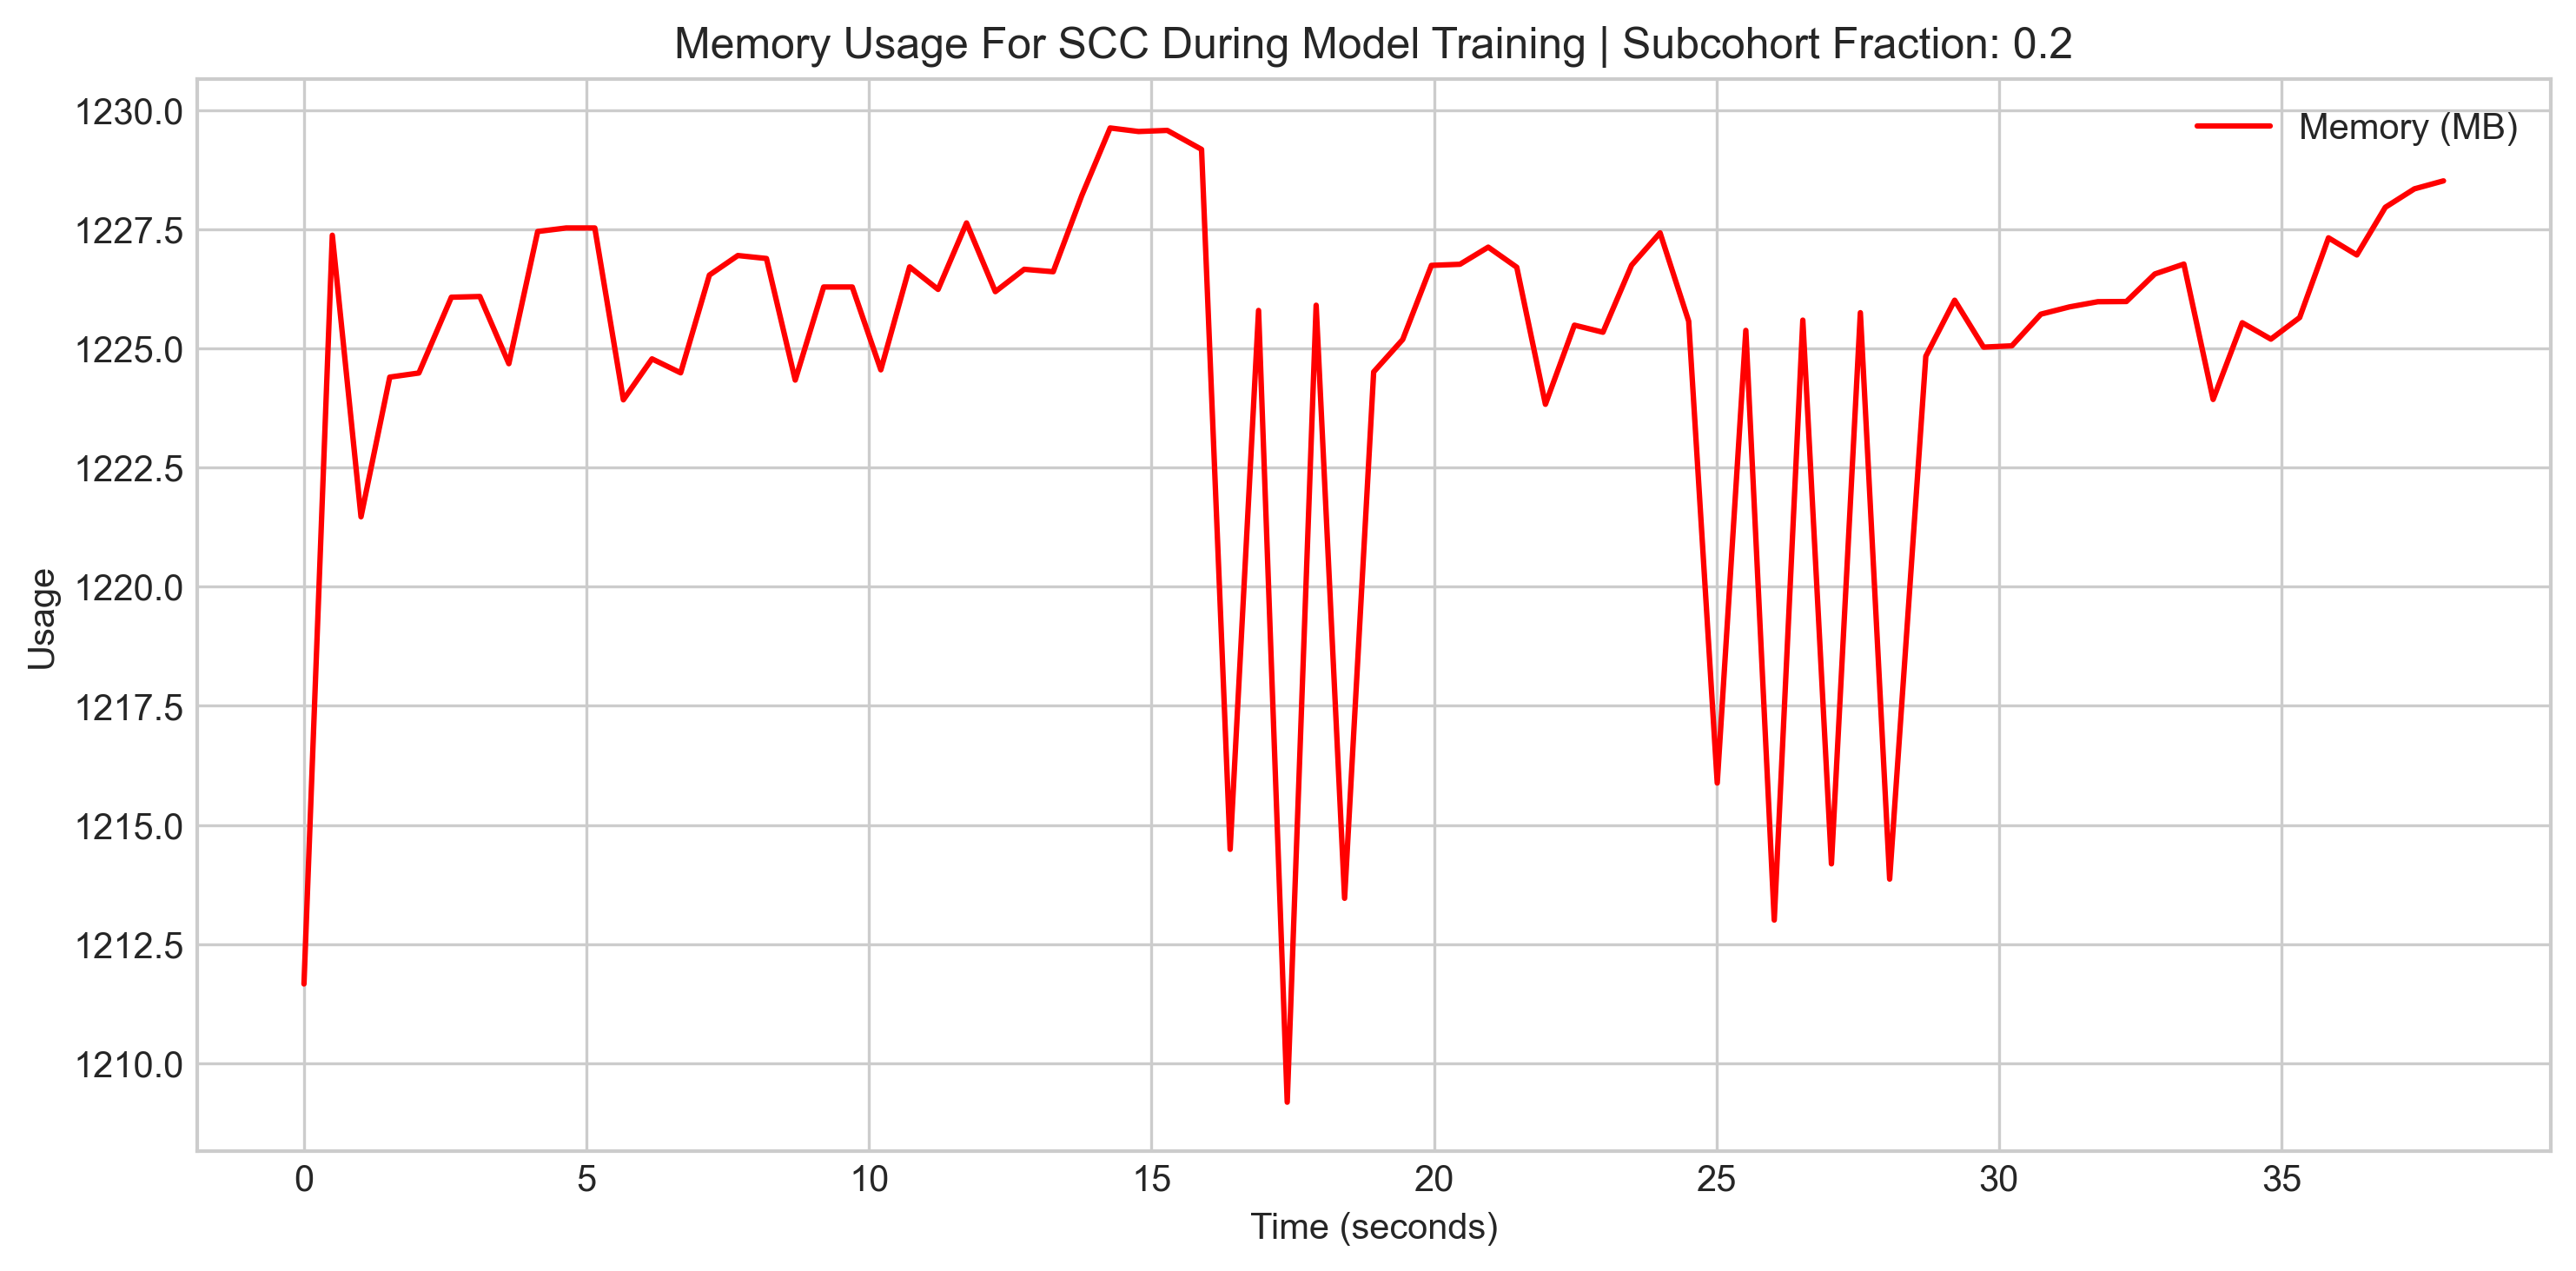 Memory Usage For SCC During Model Training | Subcohort Fraction: 0.2
Memory (MB)
Usage
1230.0
1227.5
1225.0
1222.5
1220.0
1217.5
1215.0
1212.5
1210.0
0 5 10 15 20 25 30 35
Time (seconds)